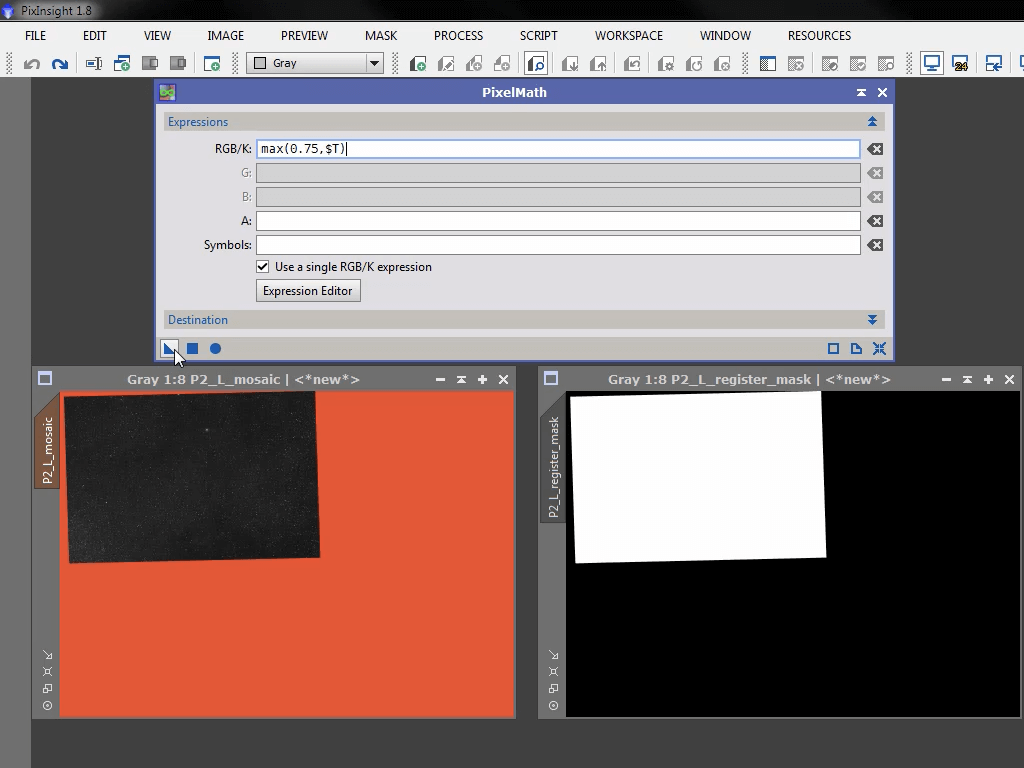 PixInsight 1.8
FILE EDIT VIEW IMAGE PREVIEW MASK PROCESS SCRIPT WORKSPACE WINDOW RESOURCES
Gray
24
PixelMath
Expressions
RGB/K: max(0.75,$T)
G:
B:
A:
Symbols:
Use a single RGB/K expression
Expression Editor
Destination
Gray 1:8 P2_L_mosaic | <*new*>
P2_L_mosaic
Gray 1:8 P2_L_register_mask | <*new*>
P2_L_register_mask